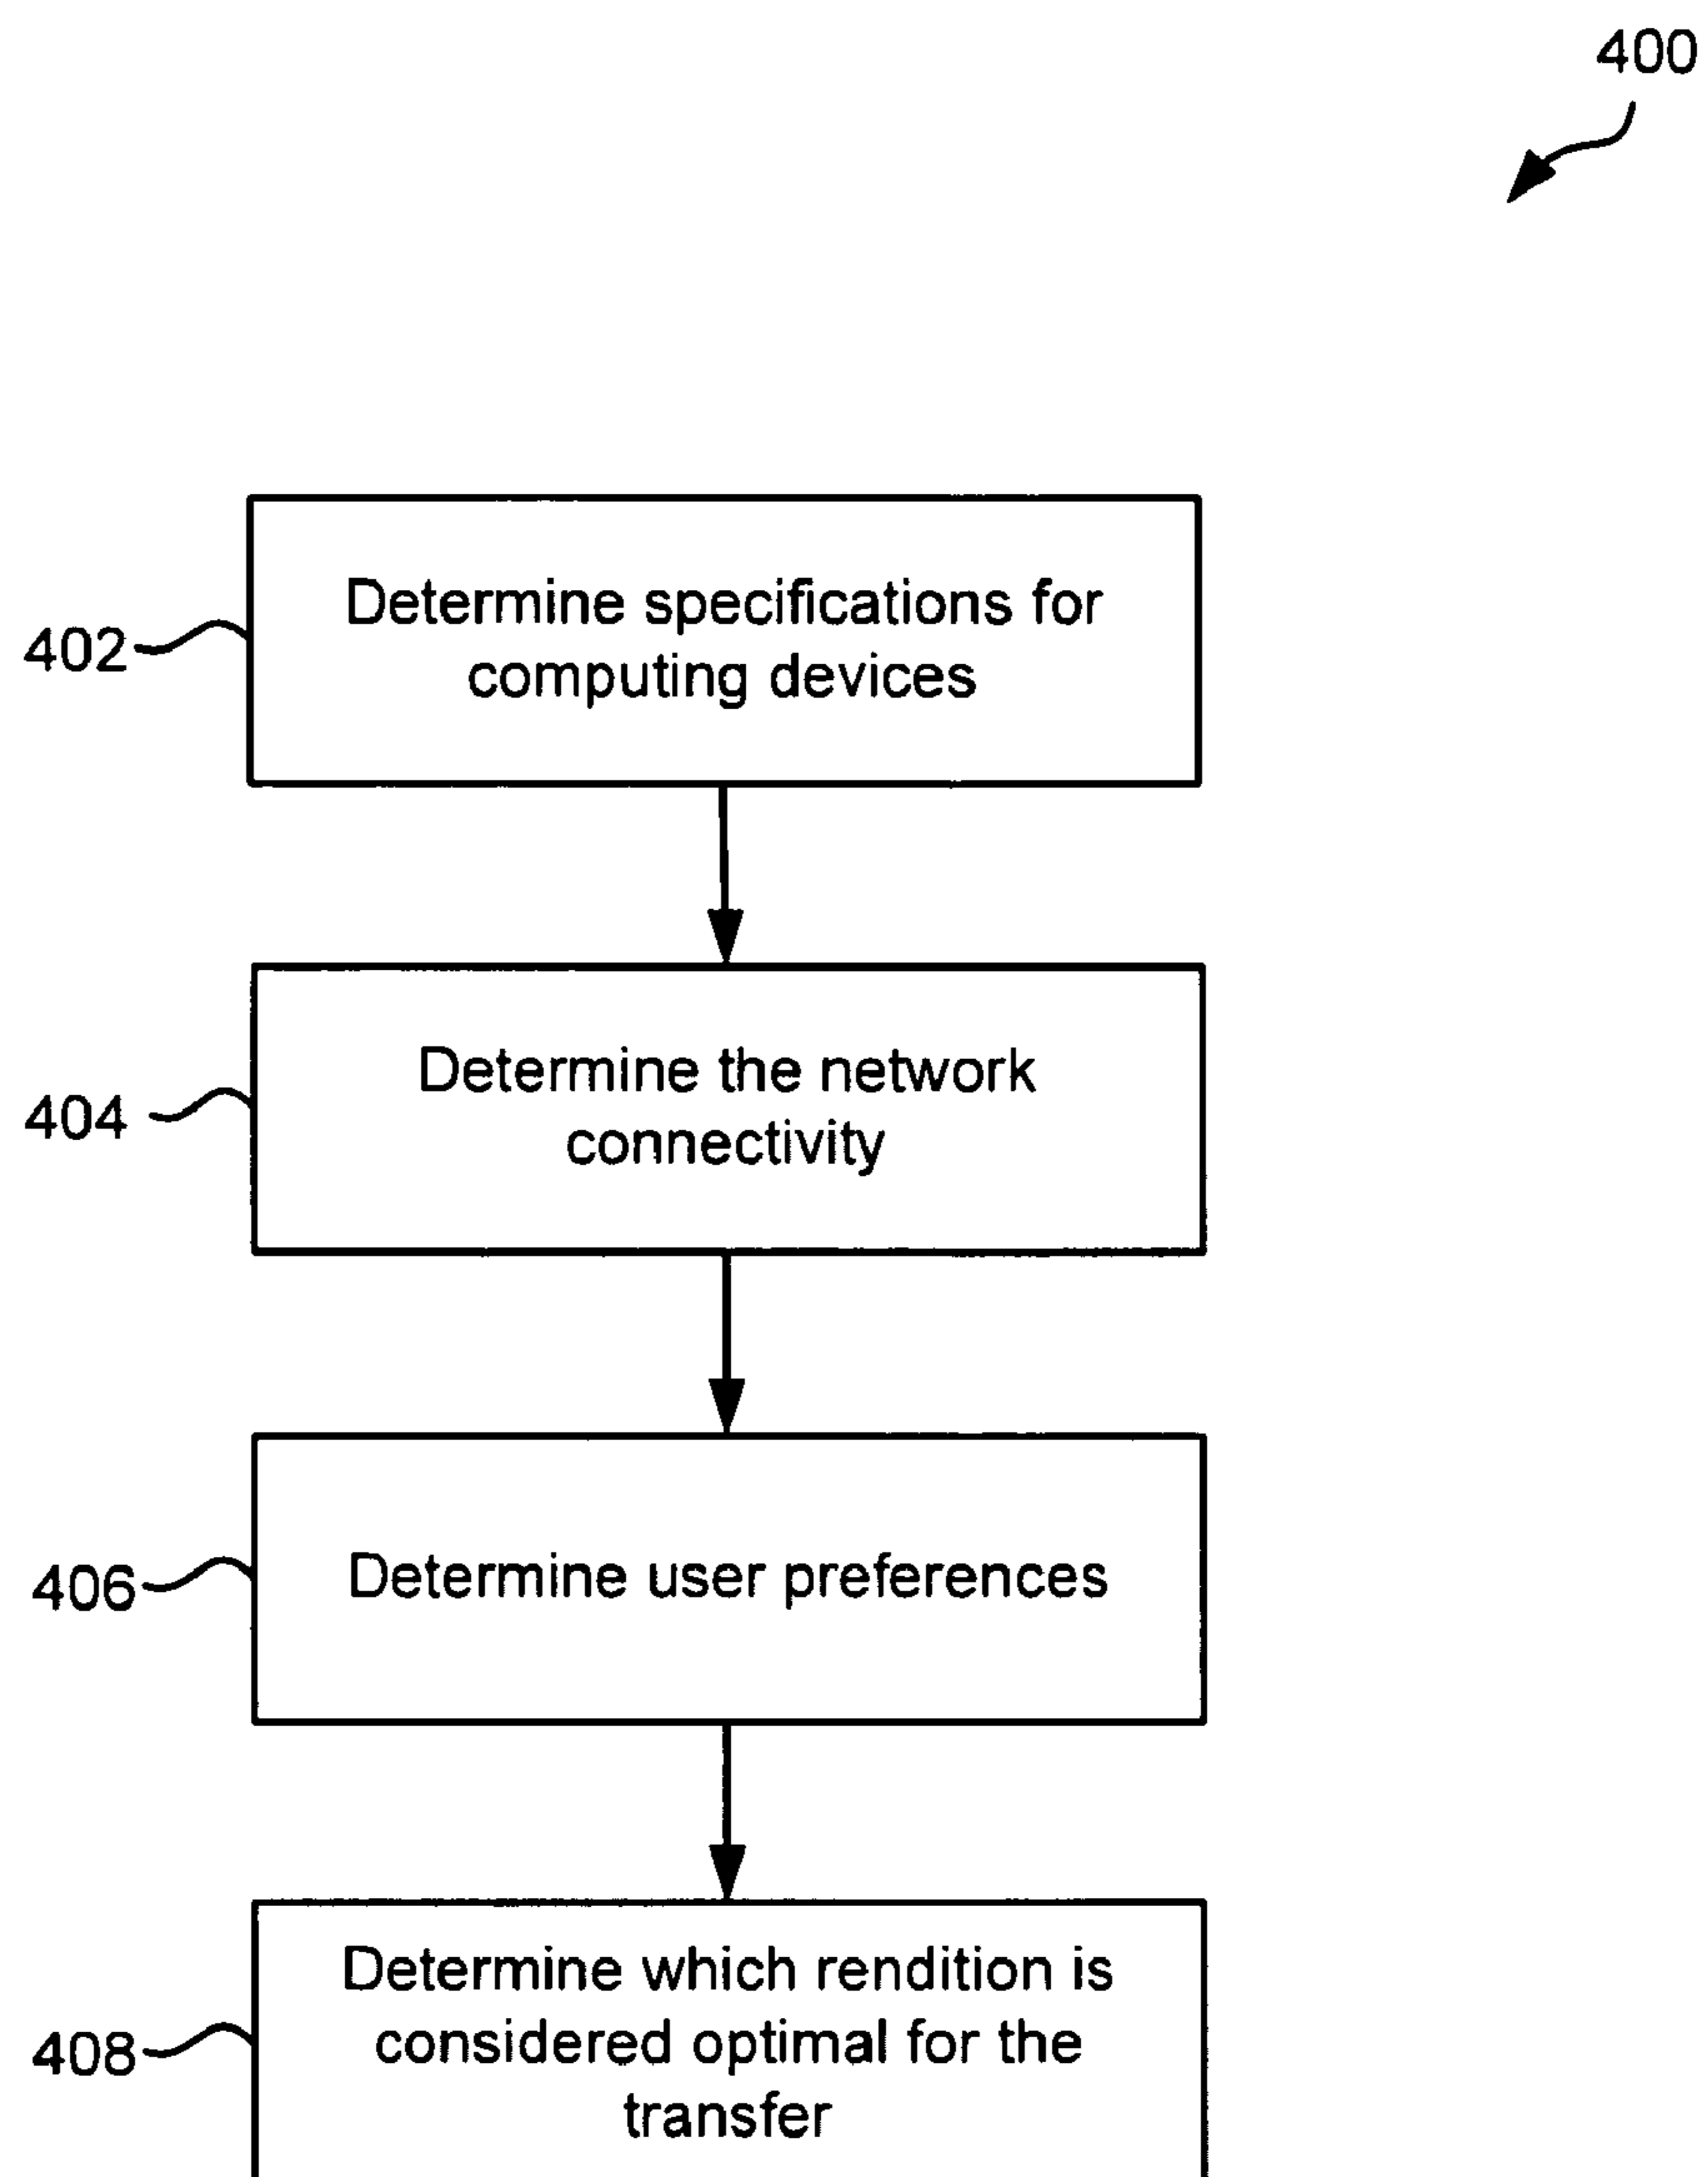 400
402
Determine specifications for
computing devices
404
Determine the network
connectivity
406
Determine user preferences
408
Determine which rendition is
considered optimal for the
transfer